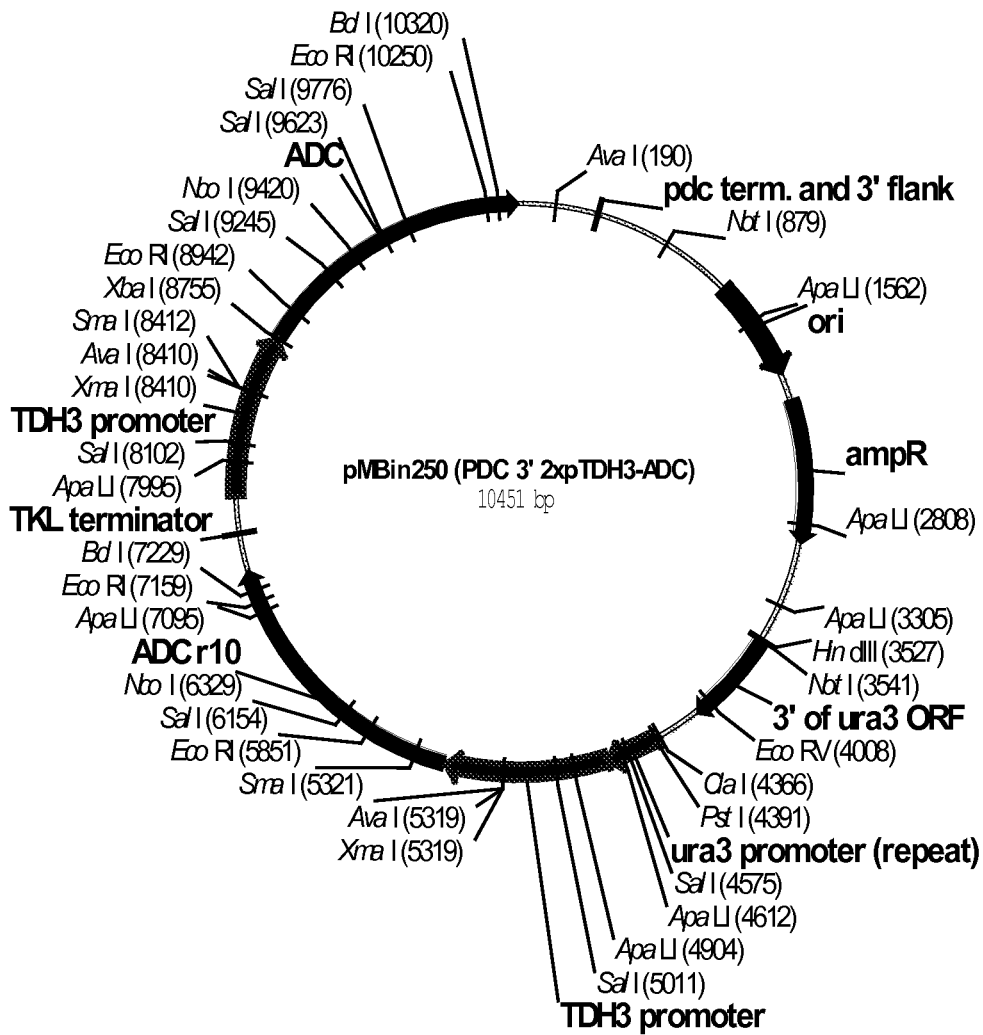 Bcl I (10320)
Eco RI (10250)
Sal I (9776)
Sal I (9623)
ADC
Nco I (9420)
Sal I (9245)
Eco RI (8942)
Xba I (8755)
Sma I (8412)
Ava I (8410)
Xma I (8410)
TDH3 promoter
Sal I (8102)
Apa LI (7995)
TKL terminator
Bcl I (7229)
Eco RI (7159)
Apa LI (7095)
ADC r10
Nco I (6329)
Sal I (6154)
Eco RI (5851)
Sma I (5321)
Ava I (5319)
Xma I (5319)
pMBin250 (PDC 3' 2xpTDH3-ADC)
10451 bp
Ava I (190)
pdc term. and 3' flank
Not I (879)
Apa LI (1562)
ori
ampR
Apa LI (2808)
Apa LI (3305)
Hin dIII (3527)
Not I (3541)
3' of ura3 ORF
Eco RV (4008)
Cla I (4366)
Pst I (4391)
ura3 promoter (repeat)
Sal I (4575)
Apa LI (4612)
Apa LI (4904)
Sal I (5011)
TDH3 promoter